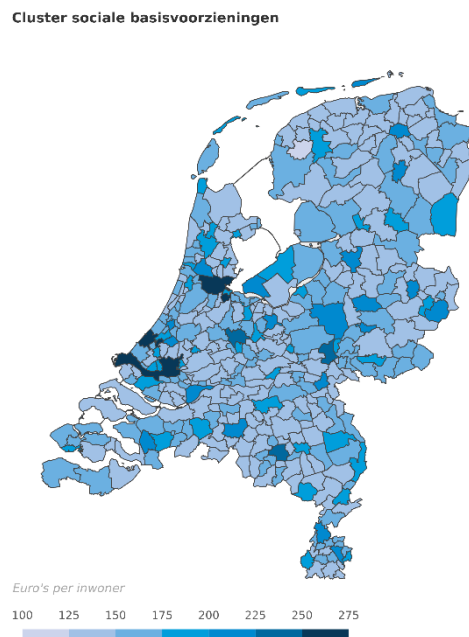 Cluster sociale basisvoorzieningen
Euro's per inwoner
100 125 150 175 200 225 250 275